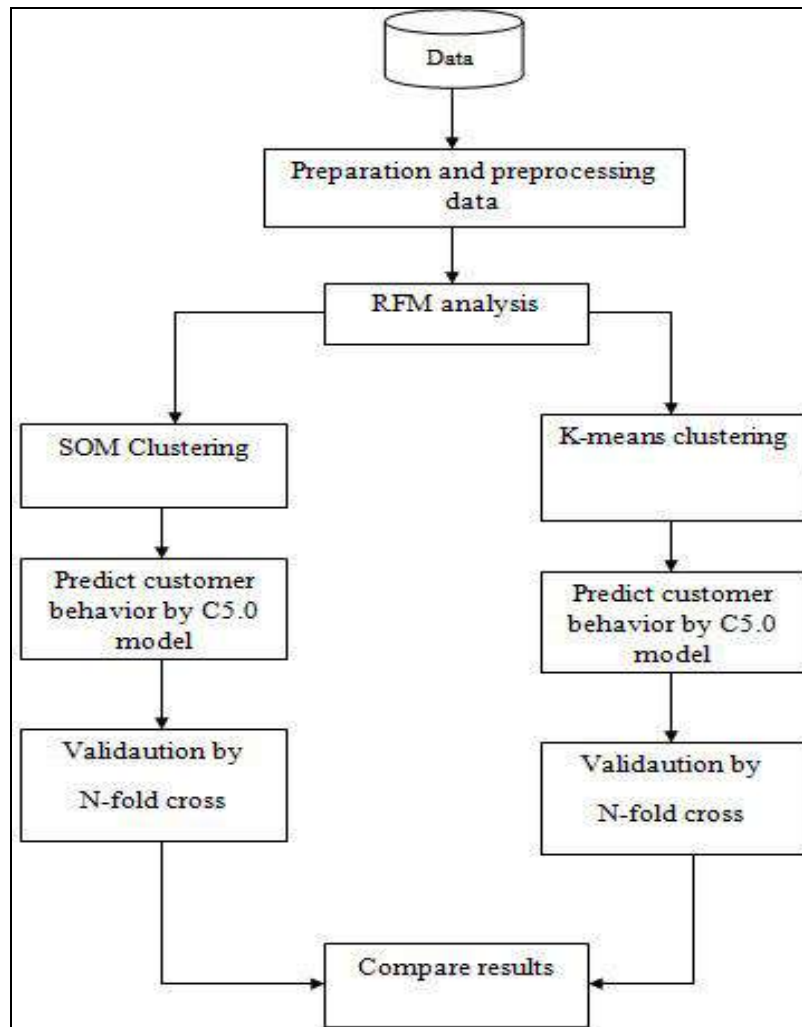 Data
Preparation and preprocessing
data
RFM analysis
SOM Clustering
K-means clustering
Predict customer
behavior by C5.0
model
Predict customer
behavior by C5.0
model
Validaution by
N-fold cross
Validaution by
N-fold cross
Compare results